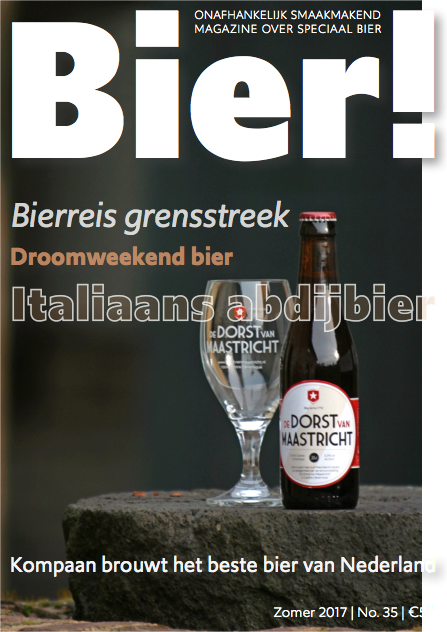 ONAFHANKELIJK SMAAKMAKEND
MAGAZINE OVER SPECIAAL BIER
Bier!
Bierreis grensstreek
Droomweekend bier
Italiaans abdijbier
DE DORST VAN
MAASTRICHT
DE DORST VAN
MAASTRICHT
Kompaan brouwt het beste bier van Nederland
Zomer 2017 | No. 35 | €5